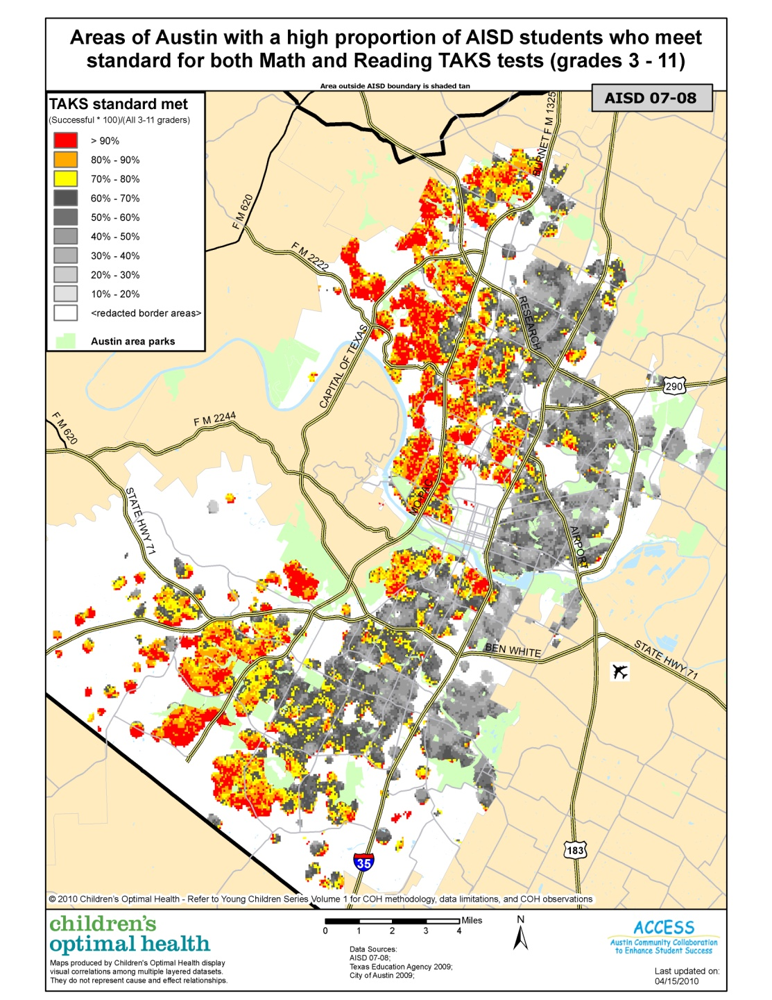 Areas of Austin with a high proportion of AISD students who meet
standard for both Math and Reading TAKS tests (grades 3 - 11)
Area outside AISD boundary is shaded tan
AISD 07-08
TAKS standard met
(Successful * 100)/(All 3-11 graders)
> 90%
80% - 90%
70% - 80%
60% - 70%
50% - 60%
40% - 50%
30% - 40%
20% - 30%
10% - 20%
<redacted border areas>
Austin area parks
BURNET F M 1325
F M 620
F M 2222
RESEARCH
CAPITAL OF TEXAS
290
F M 2244
F M 620
MO-PAC
STATE HWY 71
AIRPORT
BEN WHITE
STATE HWY 71
183
35
© 2010 Children's Optimal Health - Refer to Young Children Series Volume 1 for COH methodology, data limitations, and COH observations
children's
optimal health
Maps produced by Children's Optimal Health display
visual correlations among multiple layered datasets.
They do not represent cause and effect relationships.
Miles
0 1 2 3 4
Data Sources:
AISD 07-08;
Texas Education Agency 2009;
City of Austin 2009;
N
ACCESS
Austin Community Collaboration
to Enhance Student Success
Last updated on:
04/15/2010